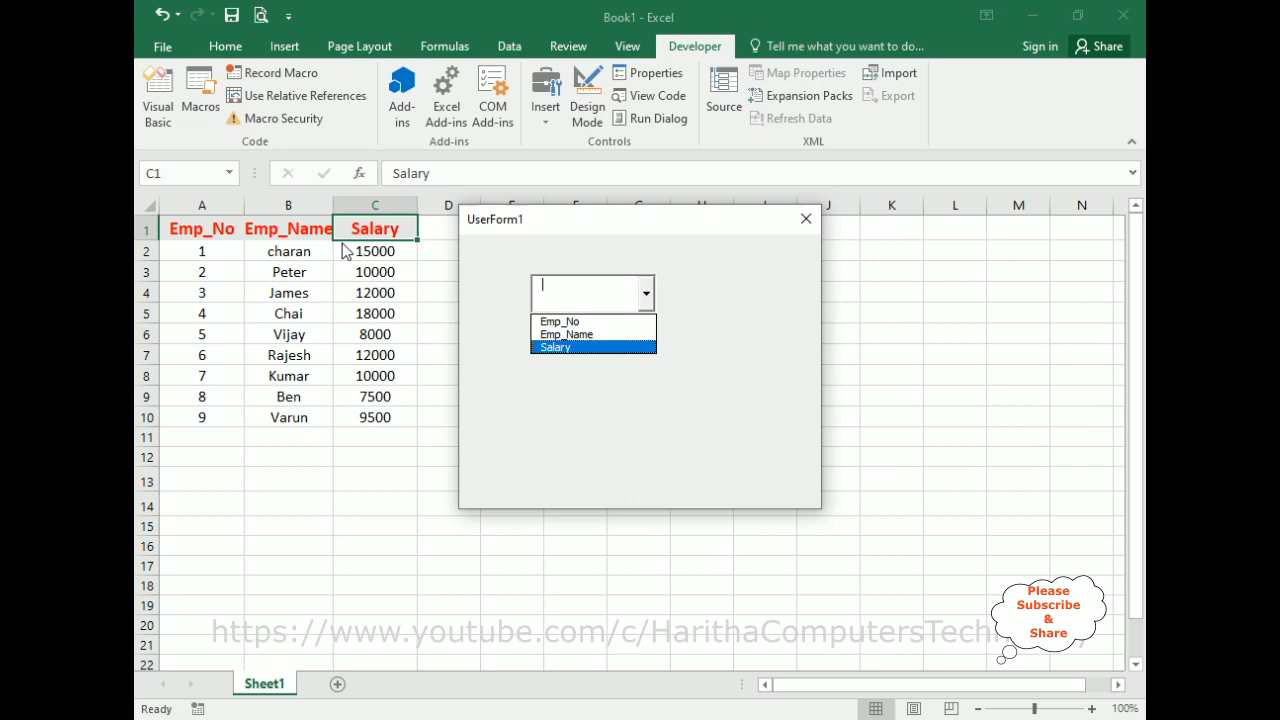 Book1 - Excel
File Home Insert Page Layout Formulas Data Review View Developer Tell me what you want to do... Sign in Share
Visual Basic
Macros
Record Macro
Use Relative References
Macro Security
Code
Add-ins
Excel Add-ins
COM Add-ins
Add-ins
Insert
Design Mode
Properties
View Code
Run Dialog
Controls
Source
Map Properties
Expansion Packs
Refresh Data
Import
Export
XML
C1 fx Salary
A B C D J K L M N
1 Emp_No Emp_Name Salary
2 1 charan 15000
3 2 Peter 10000
4 3 James 12000
5 4 Chai 18000
6 5 Vijay 8000
7 6 Rajesh 12000
8 7 Kumar 10000
9 8 Ben 7500
10 9 Varun 9500
11
12
13
14
15
16
17
18
19
20
21
22
UserForm1
Emp_No
Emp_Name
Salary
Please
Subscribe
&
Share
https://www.youtube.com/c/HarithaComputersTech
Sheet1
Ready
100%